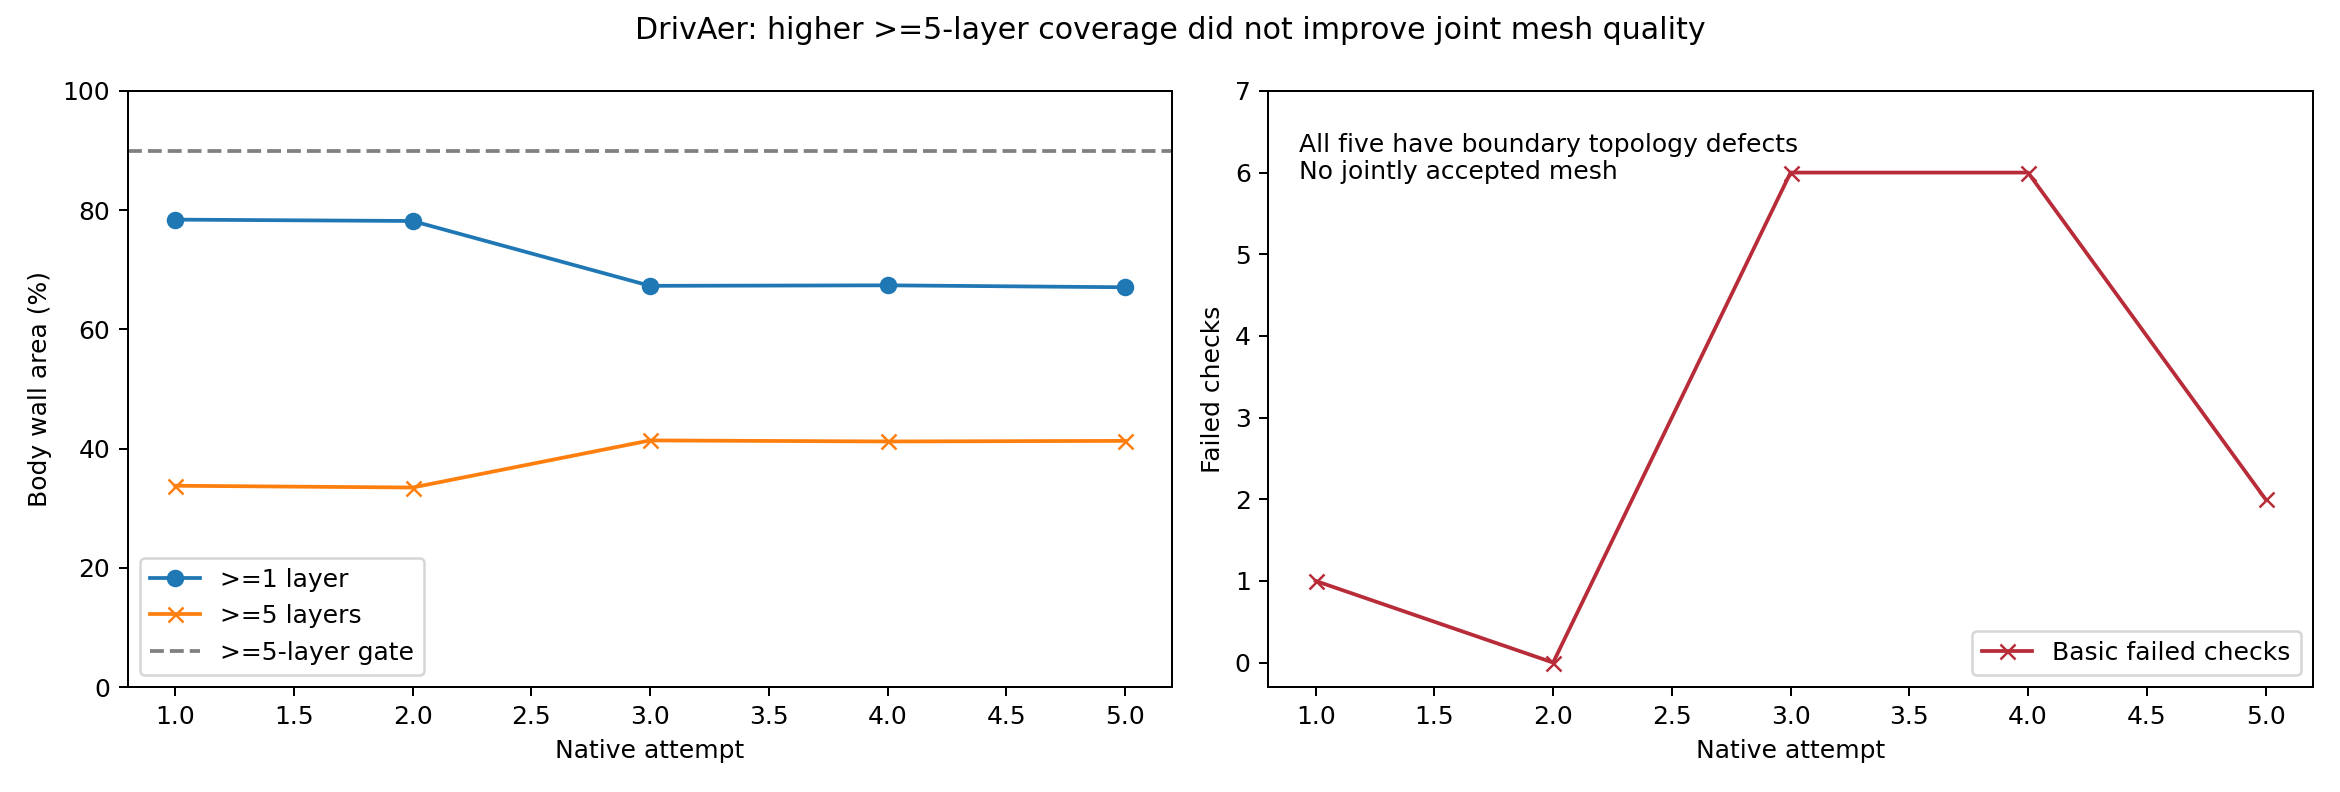 DrivAer: higher >=5-layer coverage did not improve joint mesh quality
100
80
60
40
20
0
Body wall area (%)
>=1 layer
>=5 layers
>=5-layer gate
1.0 1.5 2.0 2.5 3.0 3.5 4.0 4.5 5.0
Native attempt
7
6
5
4
3
2
1
0
Failed checks
All five have boundary topology defects
No jointly accepted mesh
Basic failed checks
1.0 1.5 2.0 2.5 3.0 3.5 4.0 4.5 5.0
Native attempt